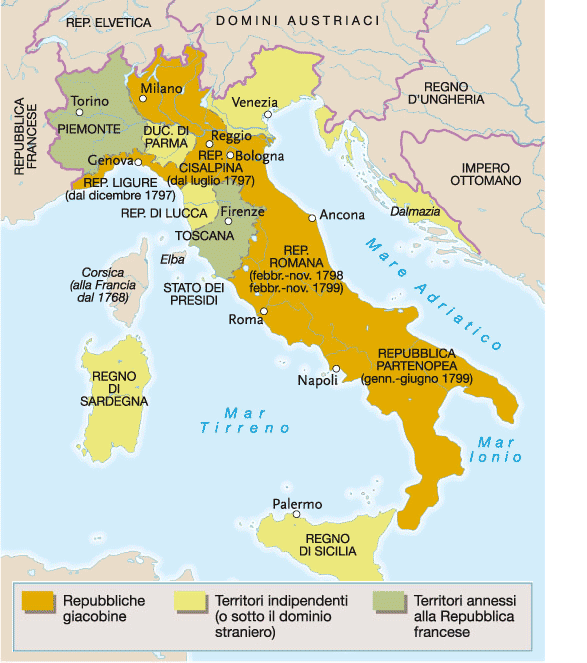 REP. ELVETICA
DOMINI AUSTRIACI
REPUBBLICA
FRANCESE
REGNO
D'UNGHERIA
IMPERO
OTTOMANO
Torino
PIEMONTE
Milano
Venezia
DUC. DI
PARMA
Reggio
Bologna
REP.
CISALPINA
(dal luglio 1797)
Genova
REP. LIGURE
(dal dicembre 1797)
REP. DI LUCCA
Firenze
TOSCANA
Ancona
Dalmazia
Elba
Corsica
(alla Francia
dal 1768)
STATO DEI
PRESIDI
REP.
ROMANA
(febbr.-nov. 1798
febbr.-nov. 1799)
Roma
Mare Adriatico
REPUBBLICA
PARTENOPEA
(genn.-giugno 1799)
Napoli
REGNO
DI
SARDEGNA
Mar
Tirreno
Mar
Ionio
Palermo
REGNO
DI SICILIA
Repubbliche
giacobine
Territori indipendenti
(o sotto il dominio
straniero)
Territori annessi
alla Repubblica
francese